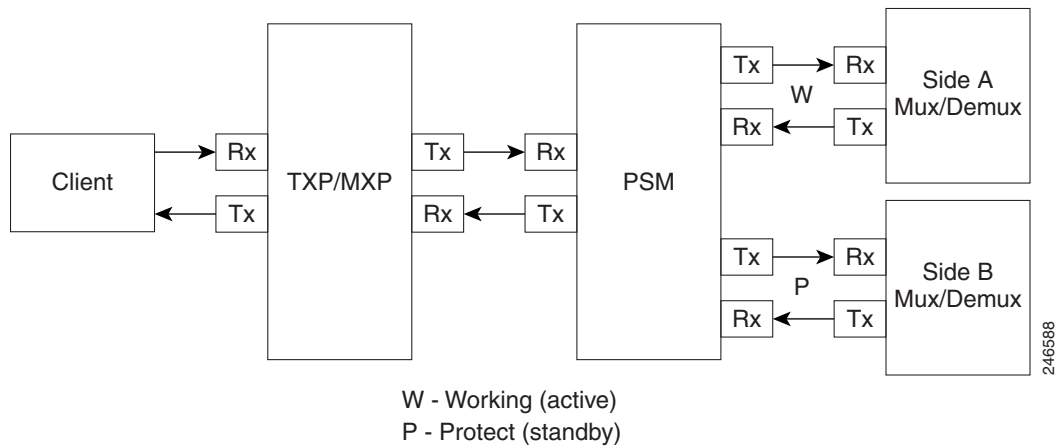 Tx
Rx
W
Rx
Tx
Side A
Mux/Demux
Client
Rx
Tx
TXP/MXP
Tx
Rx
Rx
Tx
PSM
Tx
Rx
P
Rx
Tx
Side B
Mux/Demux
246588
W - Working (active)
P - Protect (standby)